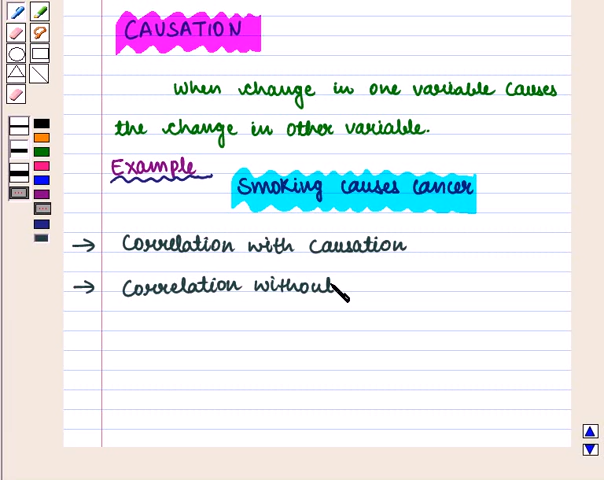 CAUSATION
When change in one variable causes
the change in other variable.
Example
Smoking causes cancer
→ Correlation with causation
→ Correlation without